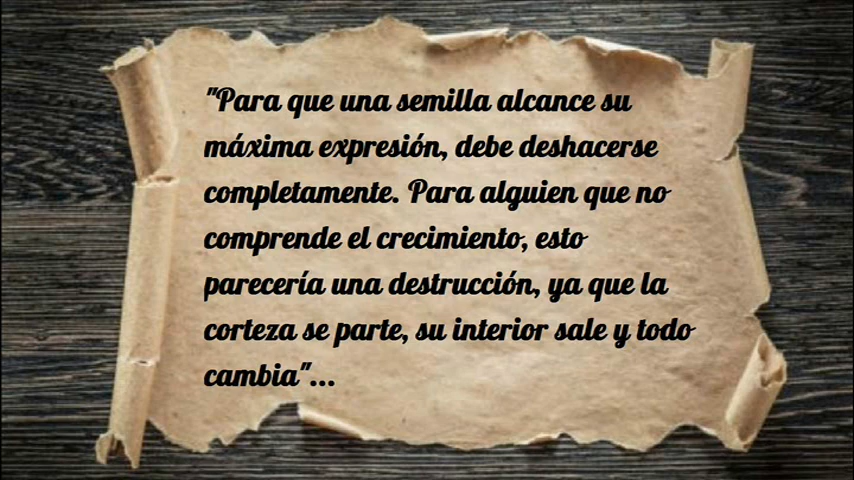 "Para que una semilla alcance su
máxima expresión, debe deshacerse
completamente. Para alguien que no
comprende el crecimiento, esto
parecería una destrucción, ya que la
corteza se parte, su interior sale y todo
cambia"...